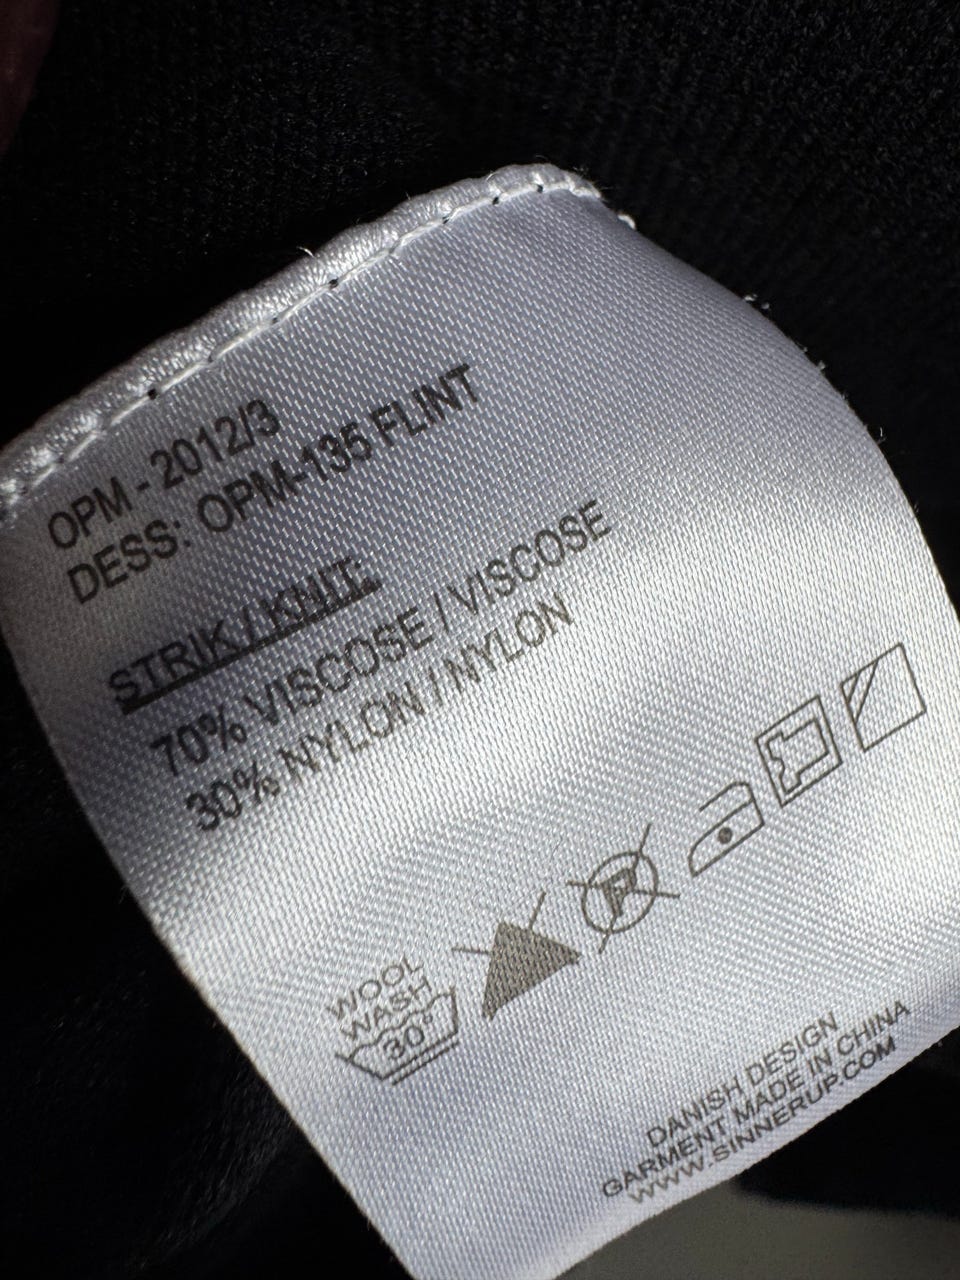 OPM - 2012/3
DESS: OPM-135 FLINT
STRIK / KNIT:
70% VISCOSE / VISCOSE
30% NYLON / NYLON
WOOL
WASH
30°
P
DANISH DESIGN
GARMENT MADE IN CHINA
WWW.SINNERUP.COM